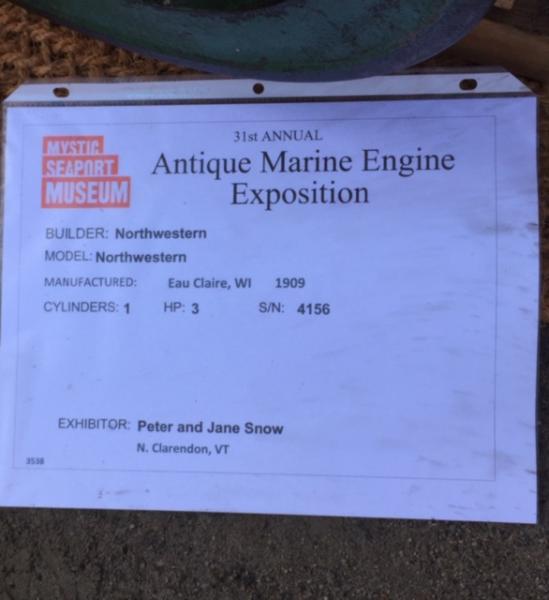 MYSTIC
SEAPORT
MUSEUM
31st ANNUAL
Antique Marine Engine
Exposition
BUILDER: Northwestern
MODEL: Northwestern
MANUFACTURED: Eau Claire, WI 1909
CYLINDERS: 1 HP: 3 S/N: 4156
EXHIBITOR: Peter and Jane Snow
N. Clarendon, VT
3538